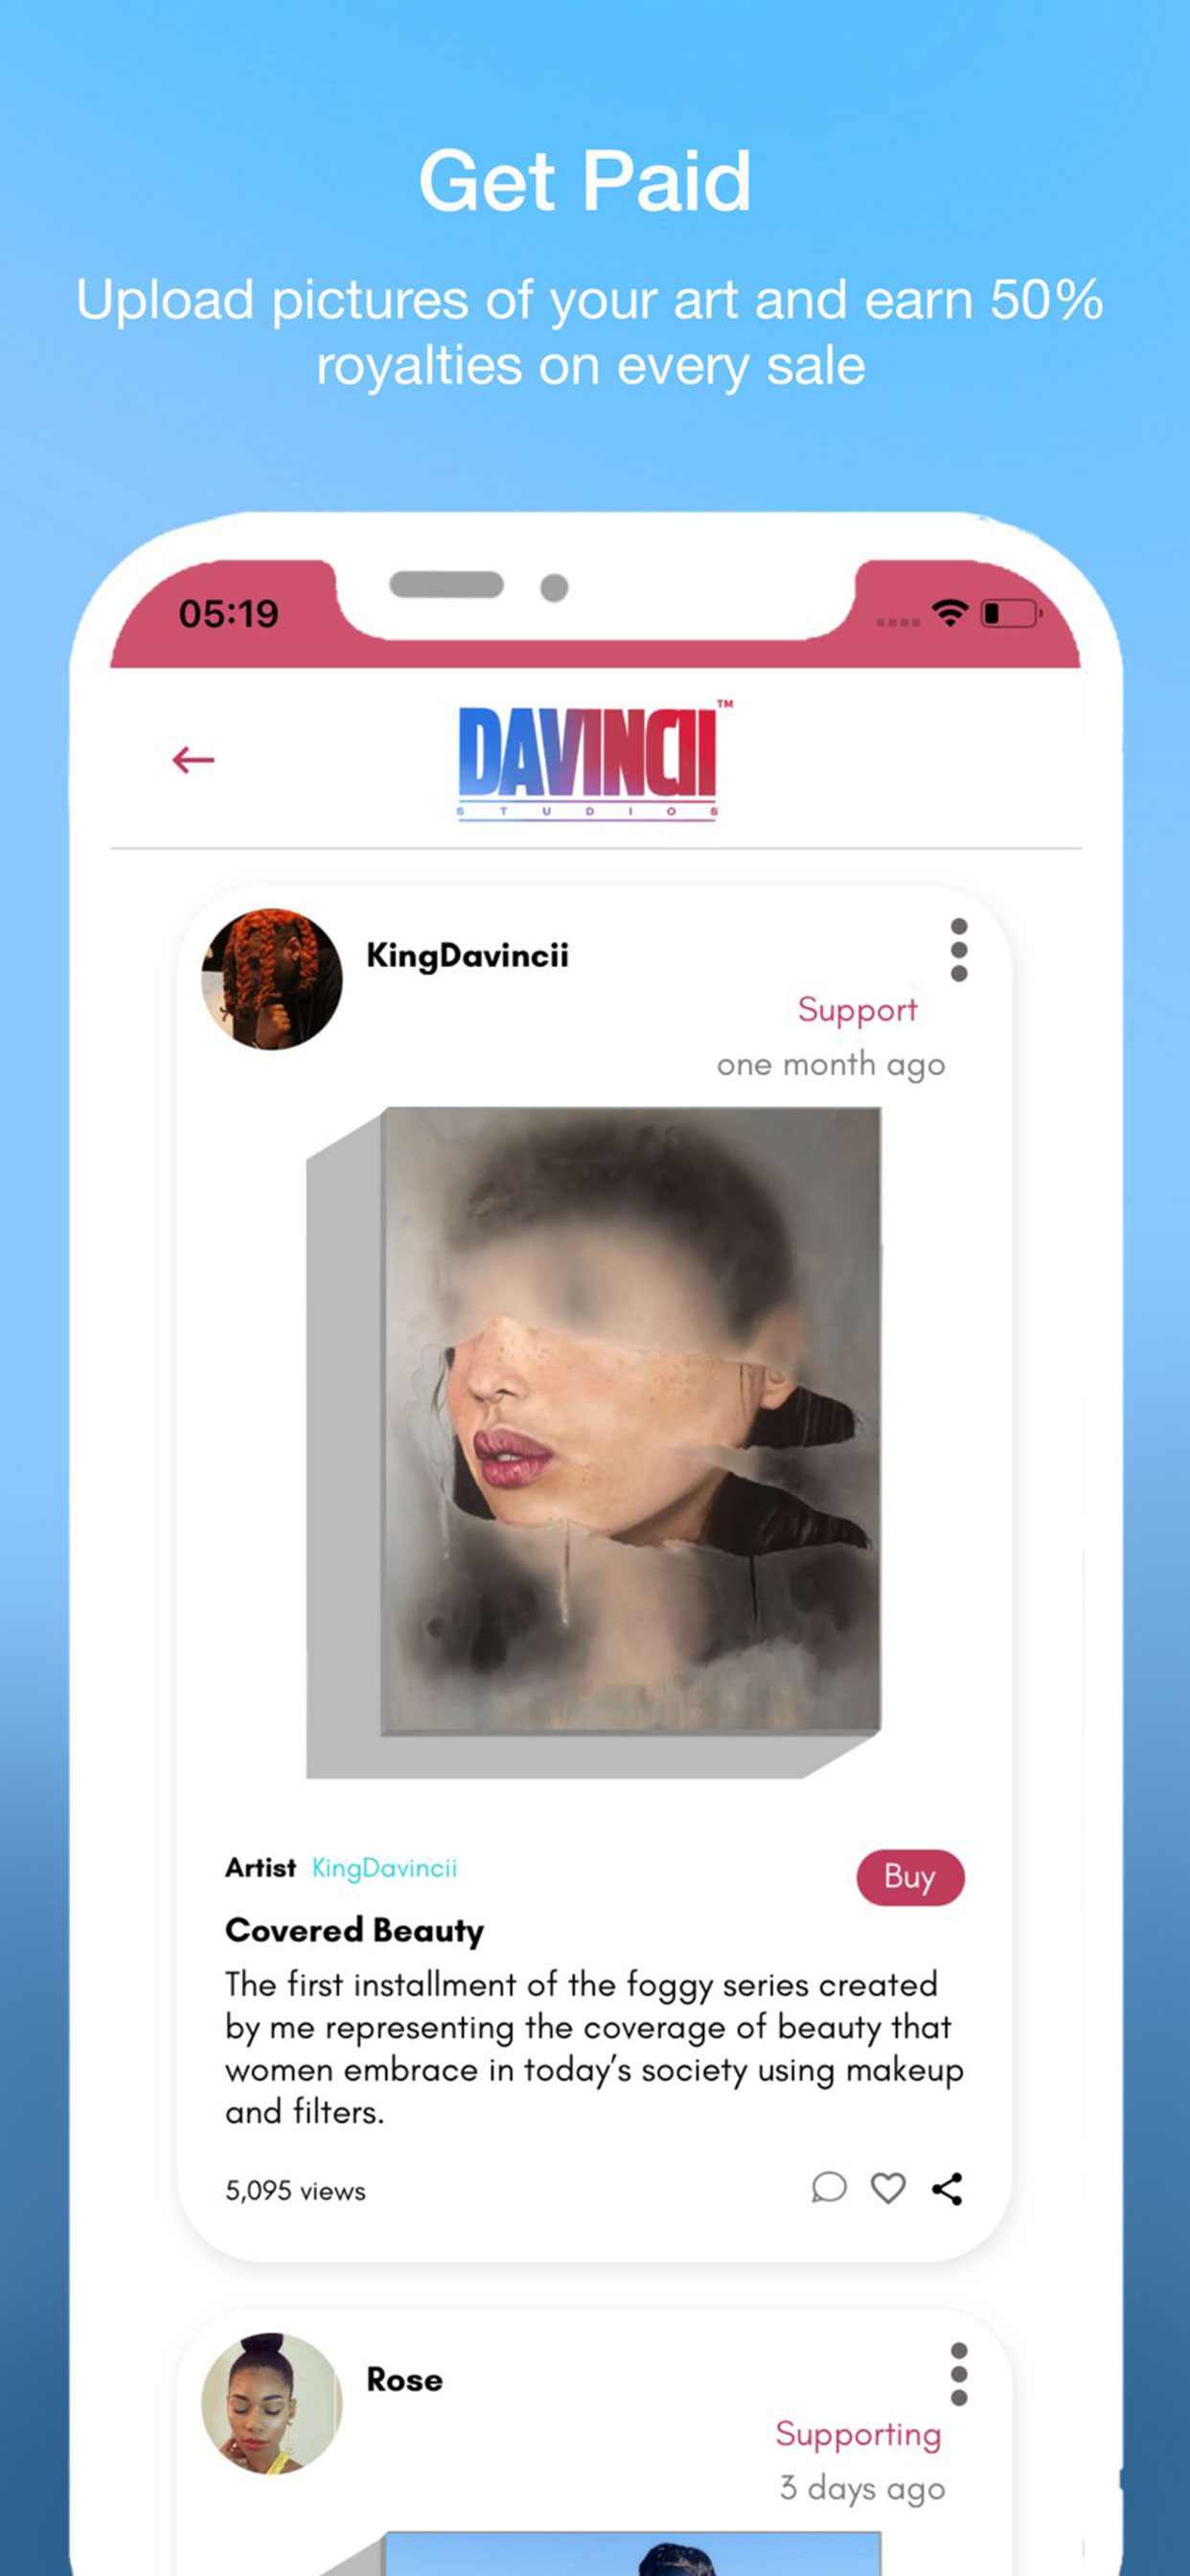 Get Paid
Upload pictures of your art and earn 50%
royalties on every sale
05:19
DAVINCII™
STUDIOS
KingDavincii
Support
one month ago
Artist KingDavincii
Buy
Covered Beauty
The first installment of the foggy series created
by me representing the coverage of beauty that
women embrace in today's society using makeup
and filters.
5,095 views
Rose
Supporting
3 days ago